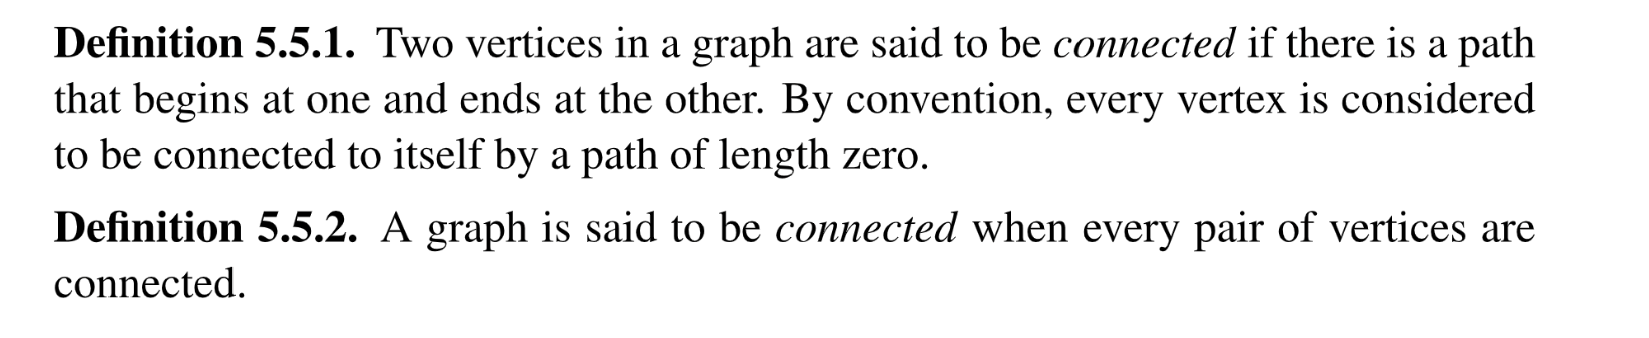 Definition 5.5.1. Two vertices in a graph are said to be connected if there is a path
that begins at one and ends at the other. By convention, every vertex is considered
to be connected to itself by a path of length zero.
Definition 5.5.2. A graph is said to be connected when every pair of vertices are
connected.